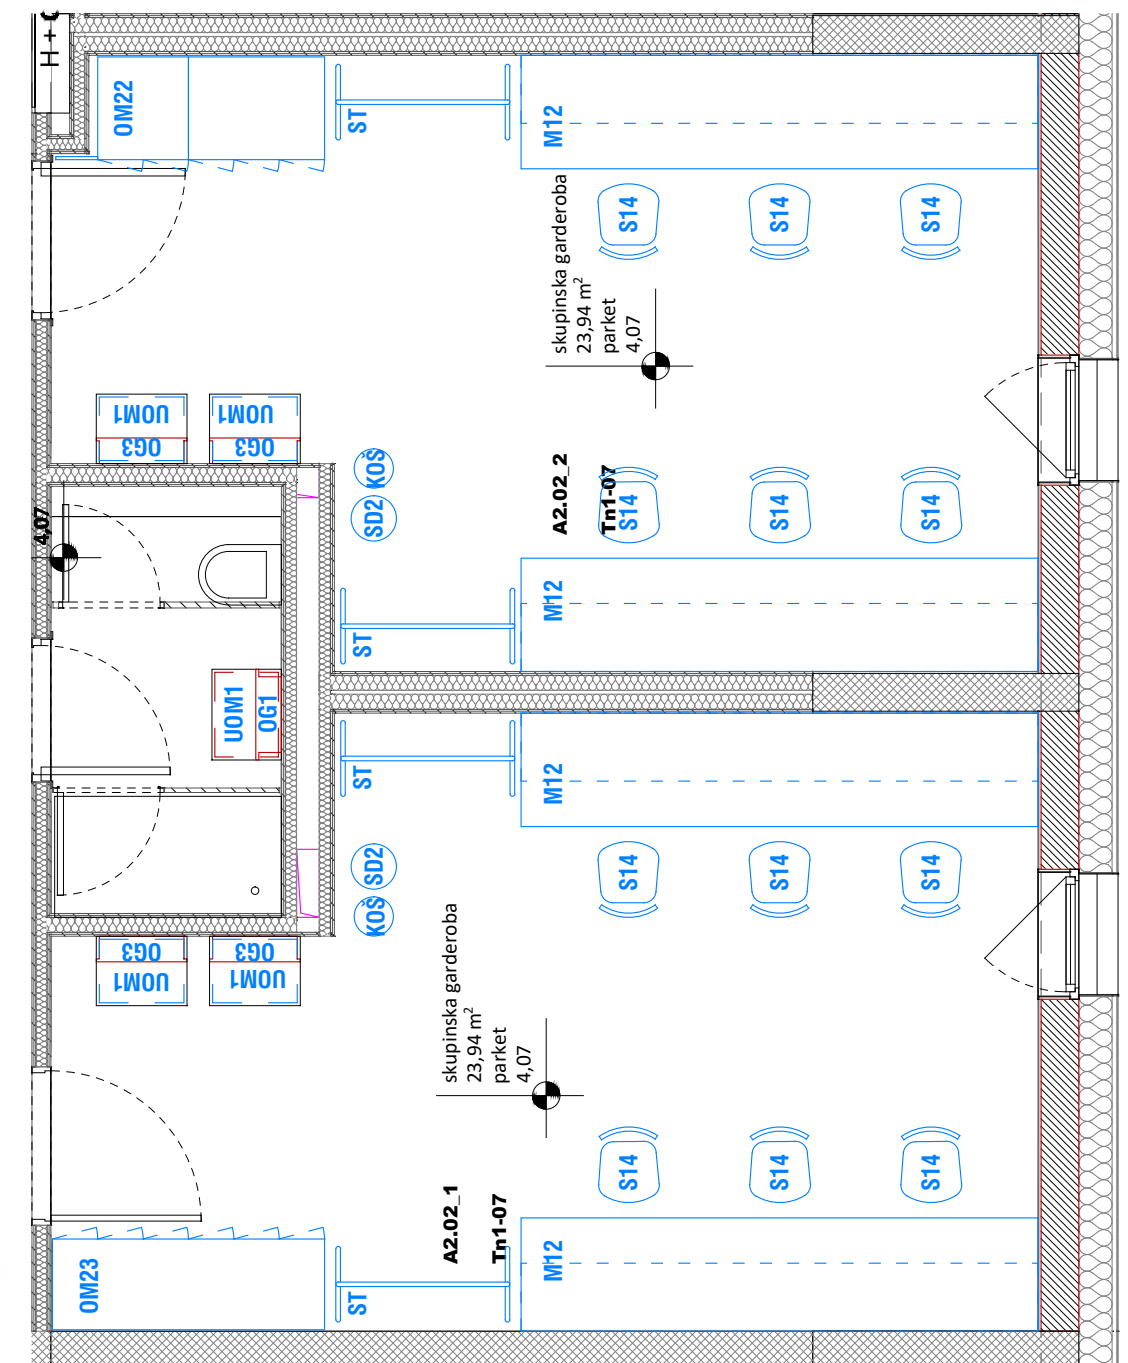 H + C
OM22
ST
M12
S14
S14
S14
skupinska garderoba
23,94 m²
parket
4,07
UOM1
UOM1
OG3
OG3
KOŠ
SD2
A2.02_2
Tn1-07
S14
S14
S14
4,07
ST
M12
UOM1
OG1
ST
M12
SD2
KOŠ
S14
S14
S14
OG3
OG3
UOM1
UOM1
skupinska garderoba
23,94 m²
parket
4,07
A2.02_1
Tn1-07
S14
S14
S14
OM23
ST
M12